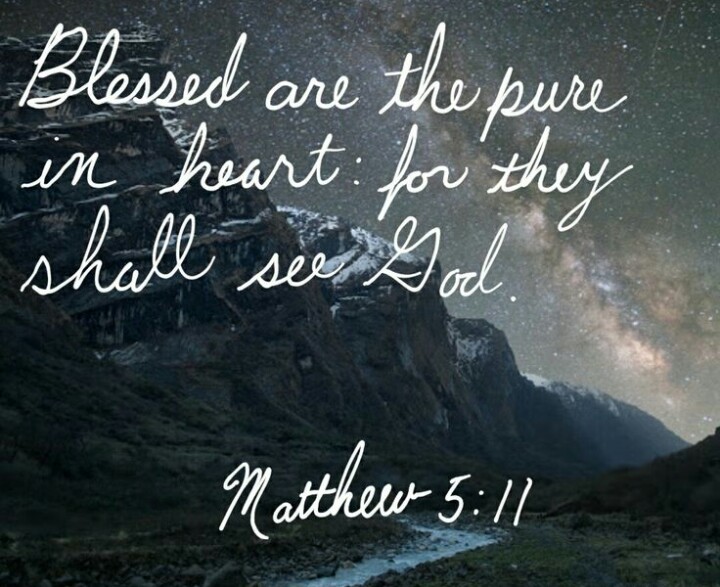 Blessed are the pure
in heart: for they
shall see God.
Matthew 5:11